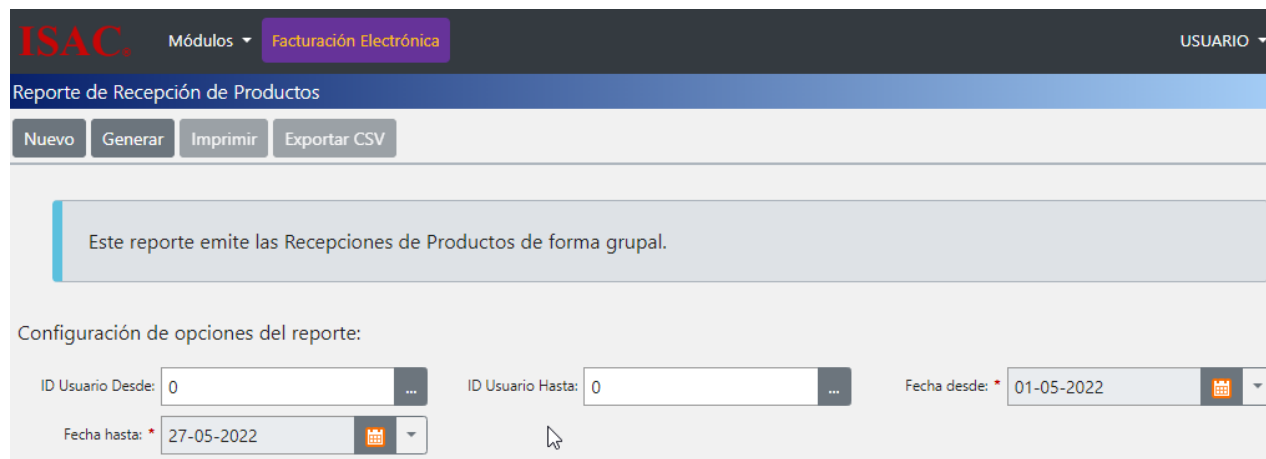 ISAC® Módulos Facturación Electrónica USUARIO
Reporte de Recepción de Productos
Nuevo Generar Imprimir Exportar CSV
Este reporte emite las Recepciones de Productos de forma grupal.
Configuración de opciones del reporte:
ID Usuario Desde: 0 ... ID Usuario Hasta: 0 ... Fecha desde: * 01-05-2022
Fecha hasta: * 27-05-2022